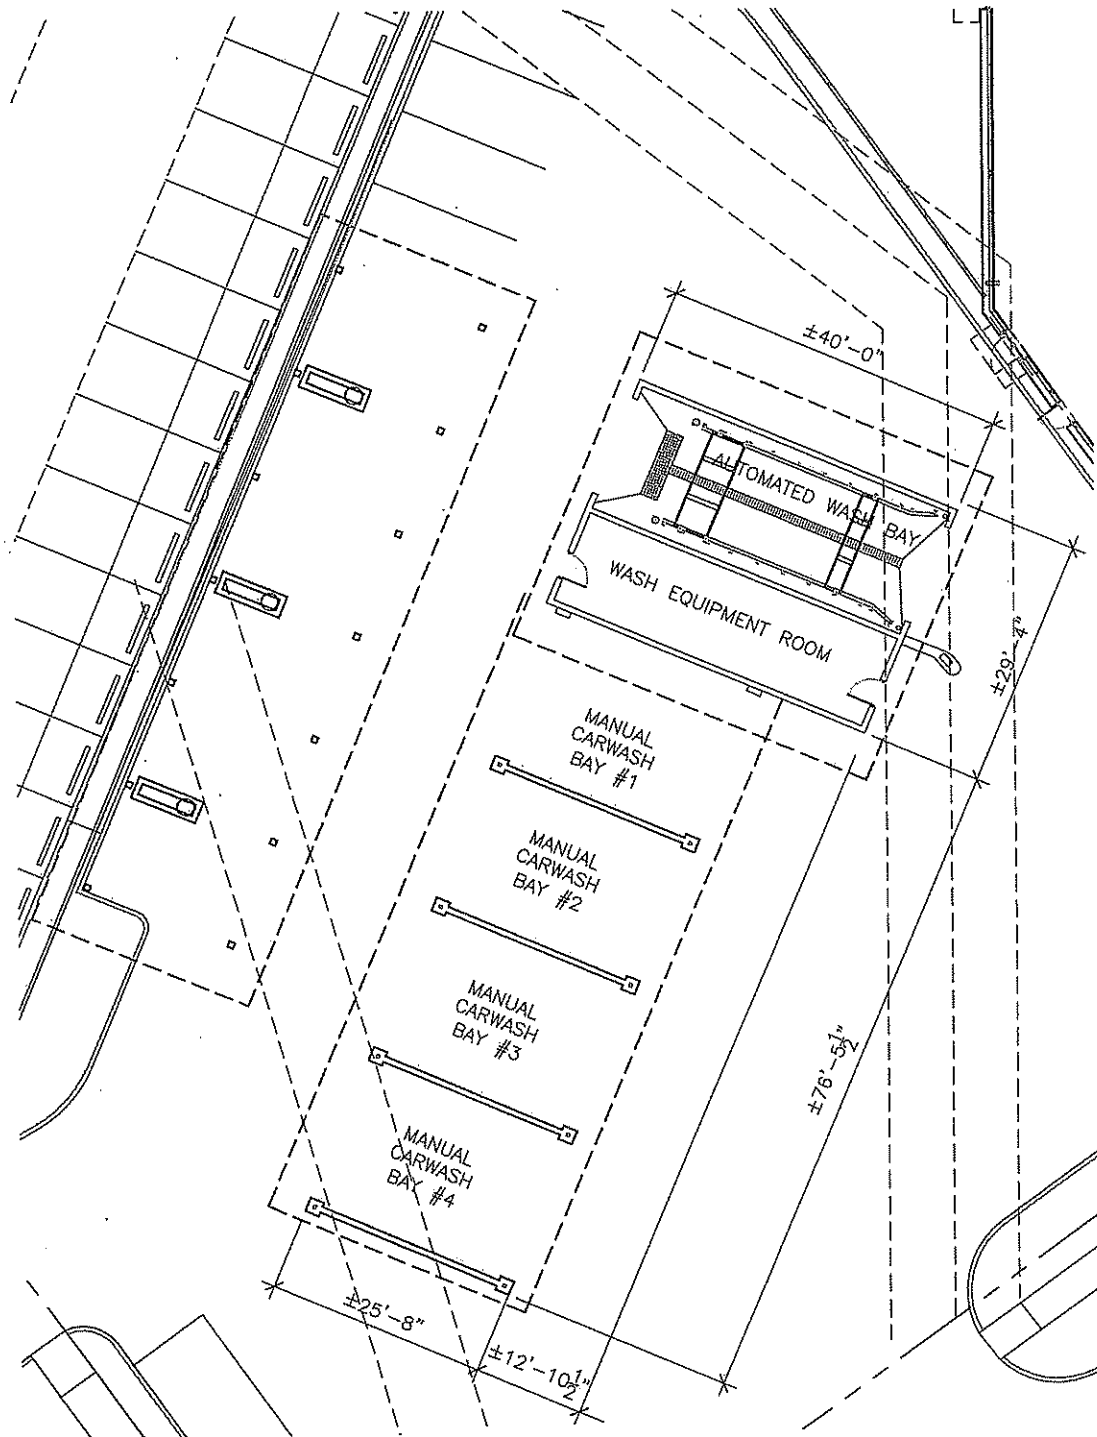 ±40'-0"
AUTOMATED WASH BAY
WASH EQUIPMENT ROOM
±29'-4"
MANUAL
CARWASH
BAY #1
MANUAL
CARWASH
BAY #2
MANUAL
CARWASH
BAY #3
±76'-5½"
MANUAL
CARWASH
BAY #4
±25'-8"
±12'-10½"